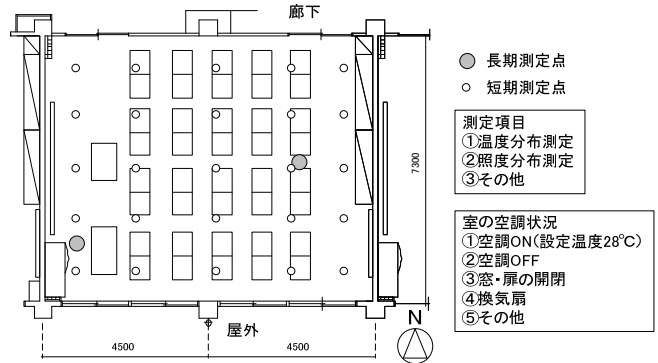 廊下
長期測定点
短期測定点
測定項目
①温度分布測定
②照度分布測定
③その他
7300
室の空調状況
①空調ON(設定温度28℃)
②空調OFF
③窓・扉の開閉
④換気扇
⑤その他
屋外
N
4500
4500